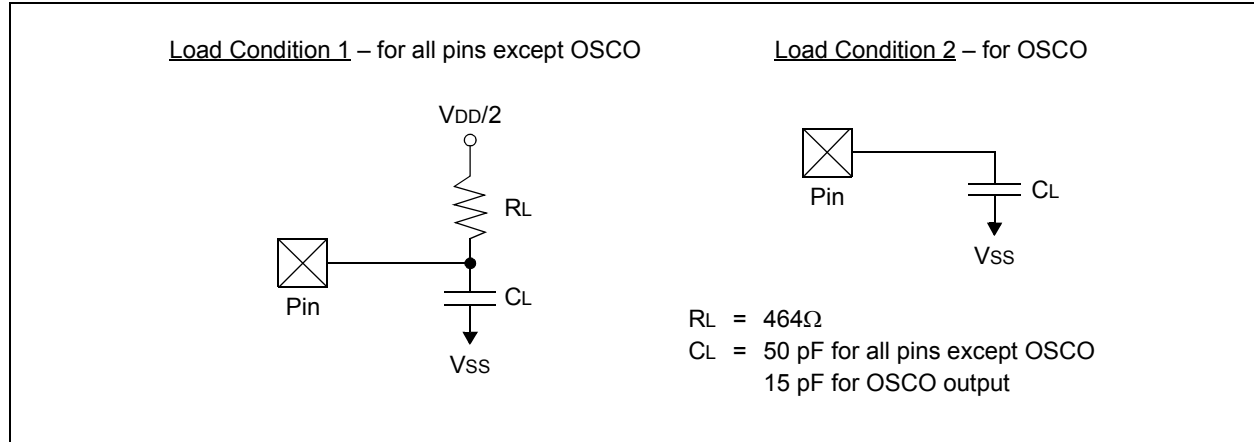 Load Condition 1 – for all pins except OSCO
VDD/2
RL
Pin
CL
VSS
Load Condition 2 – for OSCO
Pin
CL
VSS
RL = 464Ω
CL = 50 pF for all pins except OSCO
15 pF for OSCO output